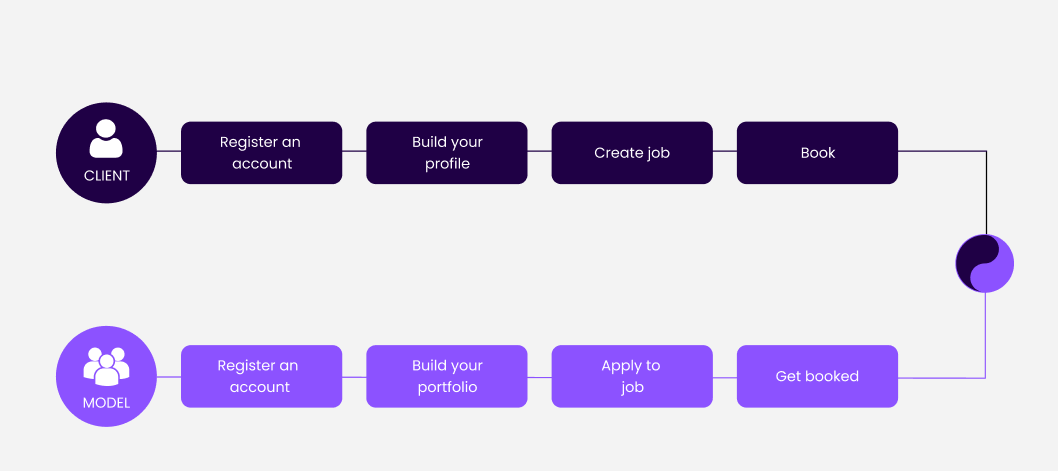 CLIENT
Register an
account
Build your
profile
Create job
Book
MODEL
Register an
account
Build your
portfolio
Apply to
job
Get booked